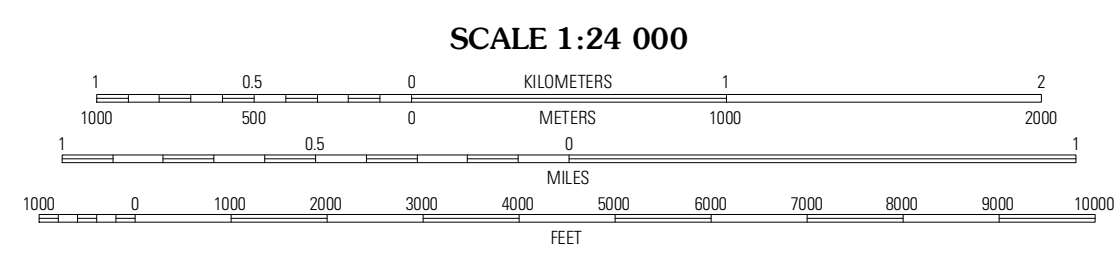 SCALE 1:24 000
1 0.5 0 KILOMETERS 1 2
1000 500 0 METERS 1000 2000
1 0.5 0 1
MILES
1000 0 1000 2000 3000 4000 5000 6000 7000 8000 9000 10000
FEET